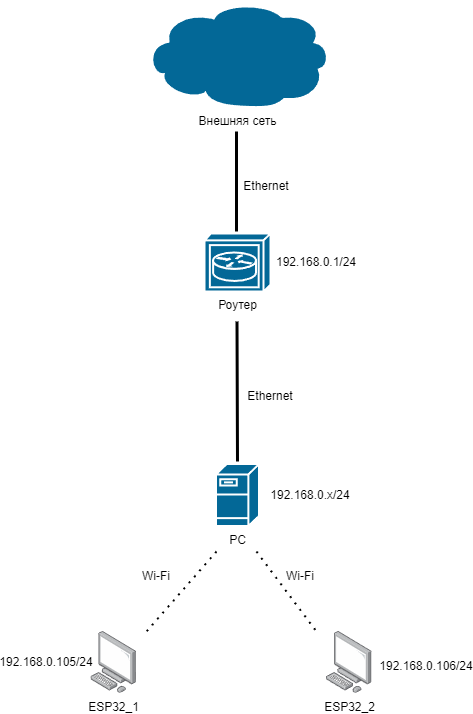 Внешняя сеть
Ethernet
192.168.0.1/24
Роутер
Ethernet
192.168.0.x/24
PC
Wi-Fi
Wi-Fi
192.168.0.105/24
192.168.0.106/24
ESP32_1
ESP32_2